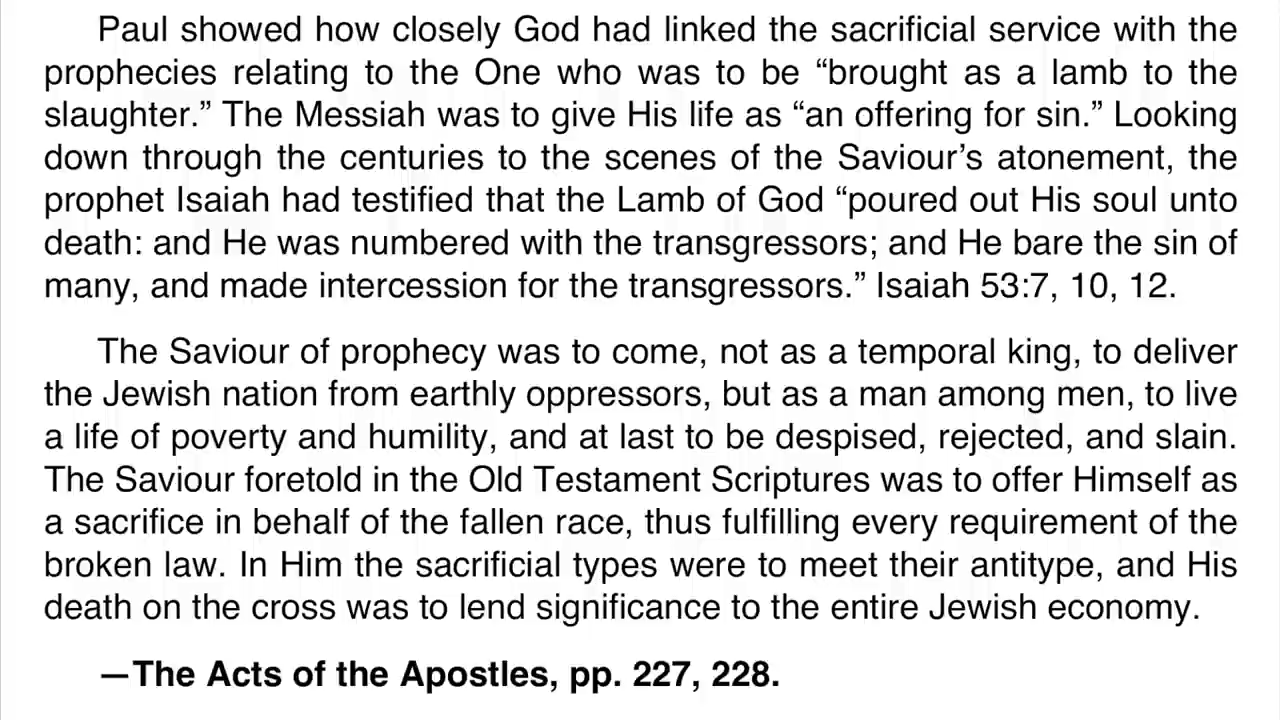 Paul showed how closely God had linked the sacrificial service with the
prophecies relating to the One who was to be “brought as a lamb to the
slaughter.” The Messiah was to give His life as “an offering for sin.” Looking
down through the centuries to the scenes of the Saviour’s atonement, the
prophet Isaiah had testified that the Lamb of God “poured out His soul unto
death: and He was numbered with the transgressors; and He bare the sin of
many, and made intercession for the transgressors.” Isaiah 53:7, 10, 12.
The Saviour of prophecy was to come, not as a temporal king, to deliver
the Jewish nation from earthly oppressors, but as a man among men, to live
a life of poverty and humility, and at last to be despised, rejected, and slain.
The Saviour foretold in the Old Testament Scriptures was to offer Himself as
a sacrifice in behalf of the fallen race, thus fulfilling every requirement of the
broken law. In Him the sacrificial types were to meet their antitype, and His
death on the cross was to lend significance to the entire Jewish economy.
—The Acts of the Apostles, pp. 227, 228.